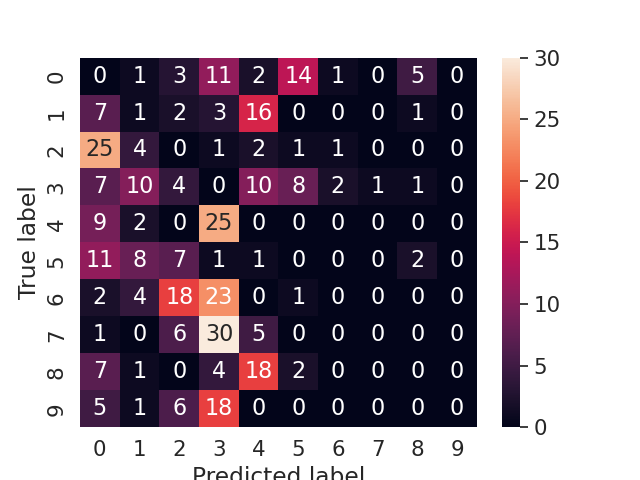 0 0 1 3 11 2 14 1 0 5 0
1 7 1 2 3 16 0 0 0 1 0
2 25 4 0 1 2 1 1 0 0 0
3 7 10 4 0 10 8 2 1 1 0
4 9 2 0 25 0 0 0 0 0 0
5 11 8 7 1 1 0 0 0 2 0
6 2 4 18 23 0 1 0 0 0 0
7 1 0 6 30 5 0 0 0 0 0
8 7 1 0 4 18 2 0 0 0 0
9 5 1 6 18 0 0 0 0 0 0
0 1 2 3 4 5 6 7 8 9
Predicted label
True label
30
25
20
15
10
5
0